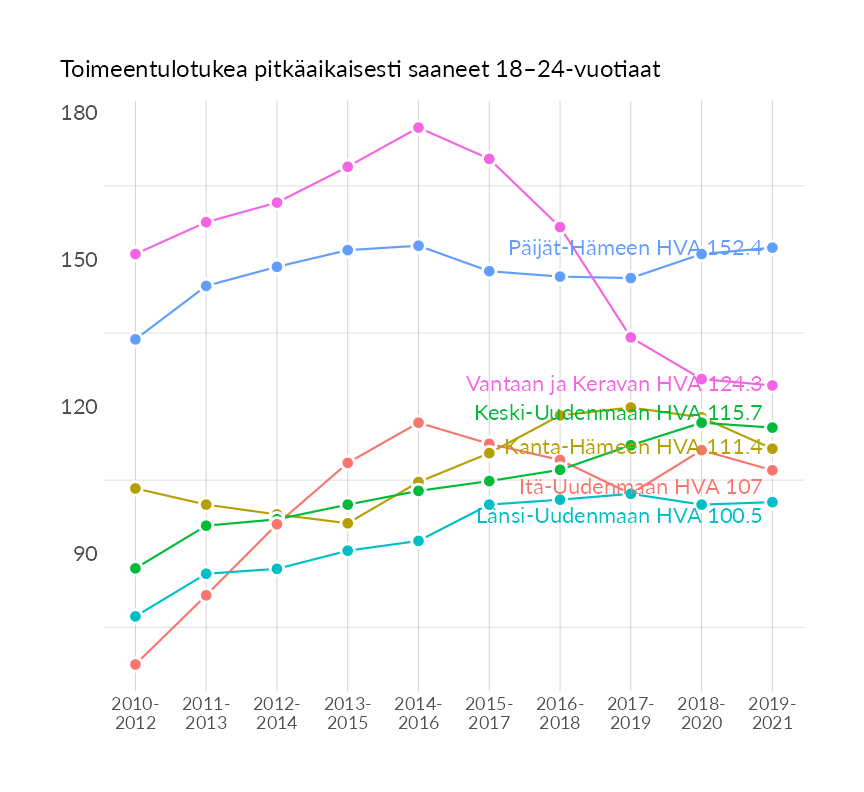 Toimeentulotukea pitkäaikaisesti saaneet 18–24-vuotiaat
180
150
120
90
Päijät-Hämeen HVA 152.4
Vantaan ja Keravan HVA 124.3
Keski-Uudenmaan HVA 115.7
Kanta-Hämeen HVA 111.4
Itä-Uudenmaan HVA 107
Länsi-Uudenmaan HVA 100.5
2010- 2011- 2012- 2013- 2014- 2015- 2016- 2017- 2018- 2019-
2012 2013 2014 2015 2016 2017 2018 2019 2020 2021